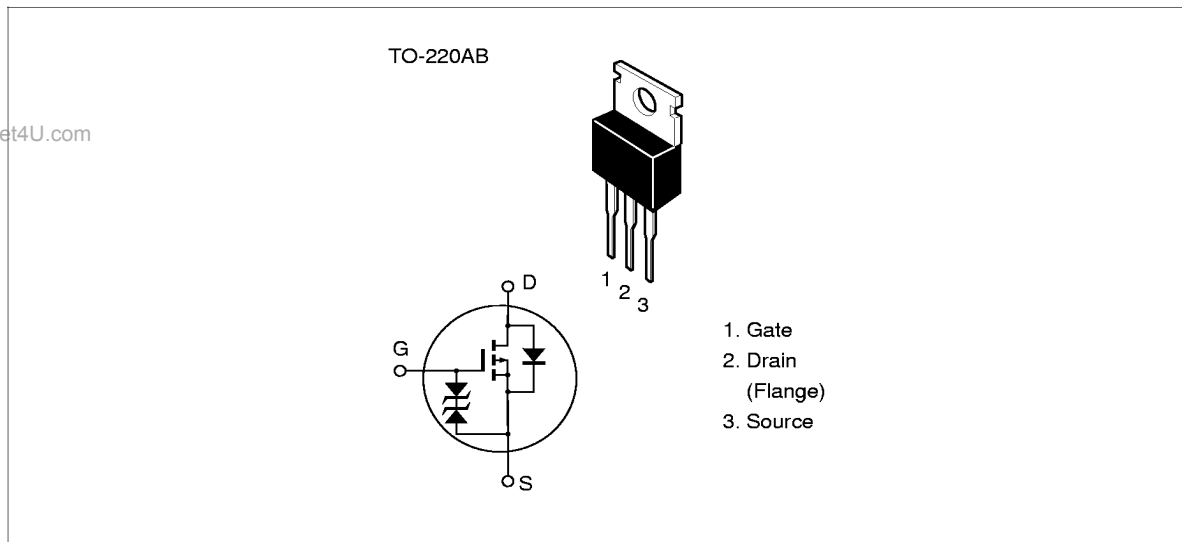 TO-220AB
et4U.com
1
2
3
D
G
S
1. Gate
2. Drain
(Flange)
3. Source